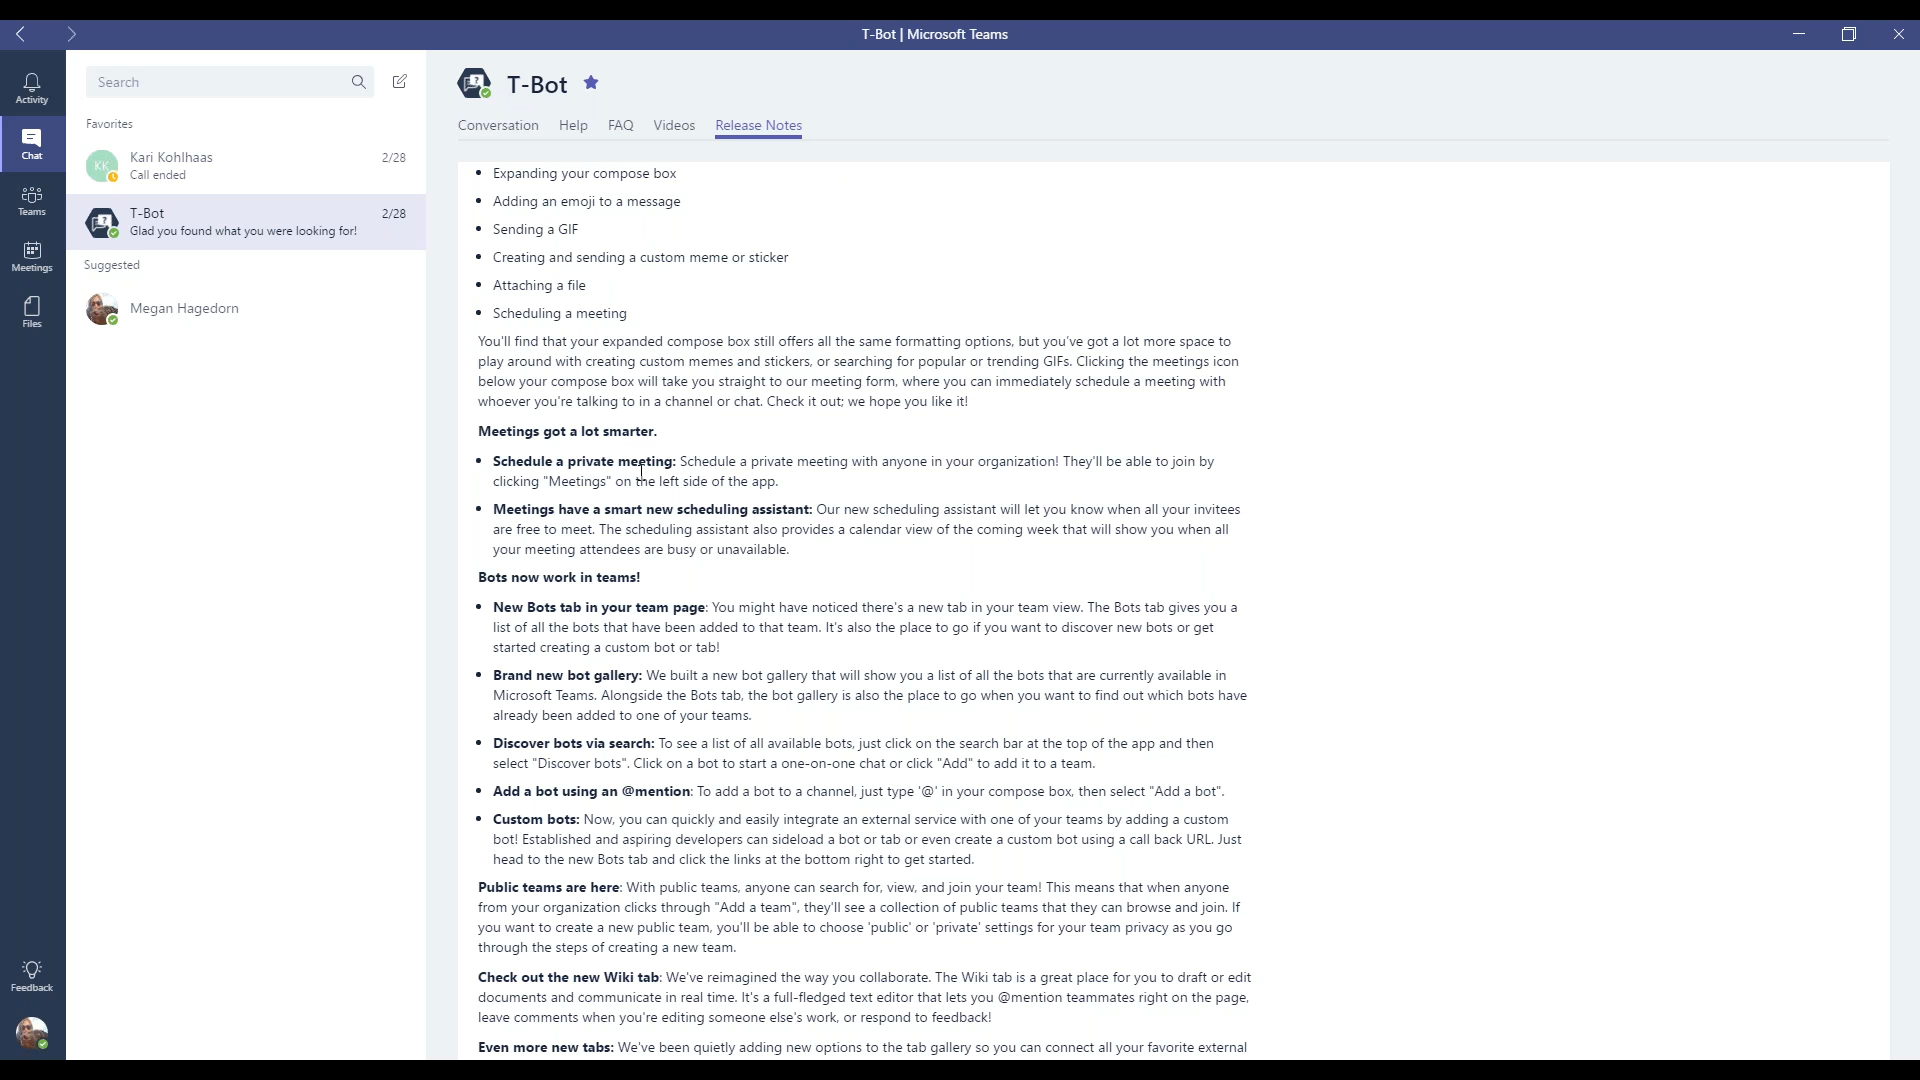 T-Bot | Microsoft Teams
Activity
Chat
Teams
Meetings
Files
Feedback
Search
Favorites
KK
Kari Kohlhaas 2/28
Call ended
T-Bot 2/28
Glad you found what you were looking for!
Suggested
Megan Hagedorn
T-Bot
Conversation Help FAQ Videos Release Notes
• Expanding your compose box
• Adding an emoji to a message
• Sending a GIF
• Creating and sending a custom meme or sticker
• Attaching a file
• Scheduling a meeting
You'll find that your expanded compose box still offers all the same formatting options, but you've got a lot more space to
play around with creating custom memes and stickers, or searching for popular or trending GIFs. Clicking the meetings icon
below your compose box will take you straight to our meeting form, where you can immediately schedule a meeting with
whoever you're talking to in a channel or chat. Check it out; we hope you like it!
Meetings got a lot smarter.
• Schedule a private meeting: Schedule a private meeting with anyone in your organization! They'll be able to join by
clicking "Meetings" on the left side of the app.
• Meetings have a smart new scheduling assistant: Our new scheduling assistant will let you know when all your invitees
are free to meet. The scheduling assistant also provides a calendar view of the coming week that will show you when all
your meeting attendees are busy or unavailable.
Bots now work in teams!
• New Bots tab in your team page: You might have noticed there's a new tab in your team view. The Bots tab gives you a
list of all the bots that have been added to that team. It's also the place to go if you want to discover new bots or get
started creating a custom bot or tab!
• Brand new bot gallery: We built a new bot gallery that will show you a list of all the bots that are currently available in
Microsoft Teams. Alongside the Bots tab, the bot gallery is also the place to go when you want to find out which bots have
already been added to one of your teams.
• Discover bots via search: To see a list of all available bots, just click on the search bar at the top of the app and then
select "Discover bots". Click on a bot to start a one-on-one chat or click "Add" to add it to a team.
• Add a bot using an @mention: To add a bot to a channel, just type '@' in your compose box, then select "Add a bot".
• Custom bots: Now, you can quickly and easily integrate an external service with one of your teams by adding a custom
bot! Established and aspiring developers can sideload a bot or tab or even create a custom bot using a call back URL. Just
head to the new Bots tab and click the links at the bottom right to get started.
Public teams are here: With public teams, anyone can search for, view, and join your team! This means that when anyone
from your organization clicks through "Add a team", they'll see a collection of public teams that they can browse and join. If
you want to create a new public team, you'll be able to choose 'public' or 'private' settings for your team privacy as you go
through the steps of creating a new team.
Check out the new Wiki tab: We've reimagined the way you collaborate. The Wiki tab is a great place for you to draft or edit
documents and communicate in real time. It's a full-fledged text editor that lets you @mention teammates right on the page,
leave comments when you're editing someone else's work, or respond to feedback!
Even more new tabs: We've been quietly adding new options to the tab gallery so you can connect all your favorite external